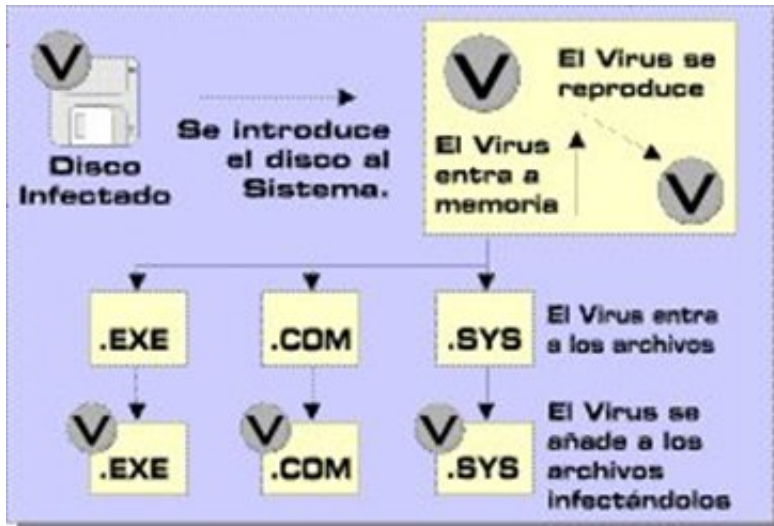 V
Disco
Infectado
Se introduce
el disco al
Sistema.
V
El Virus se
reproduce
El Virus
entra a
memoria
V
.EXE
.COM
.SYS
El Virus entra
a los archivos
V
.EXE
V
.COM
V
.SYS
El Virus se
añade a los
archivos
infectándolos